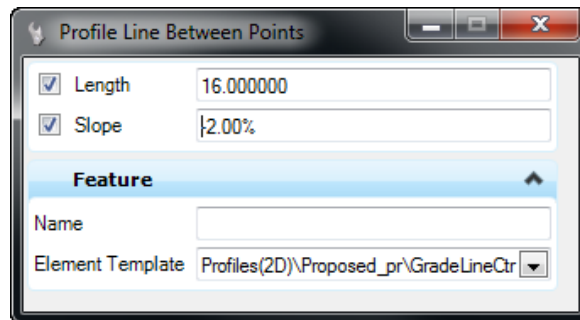 Profile Line Between Points
Length 16.000000
Slope -2.00%
Feature
Name
Element Template Profiles(2D)\Proposed_pr\GradeLineCtr